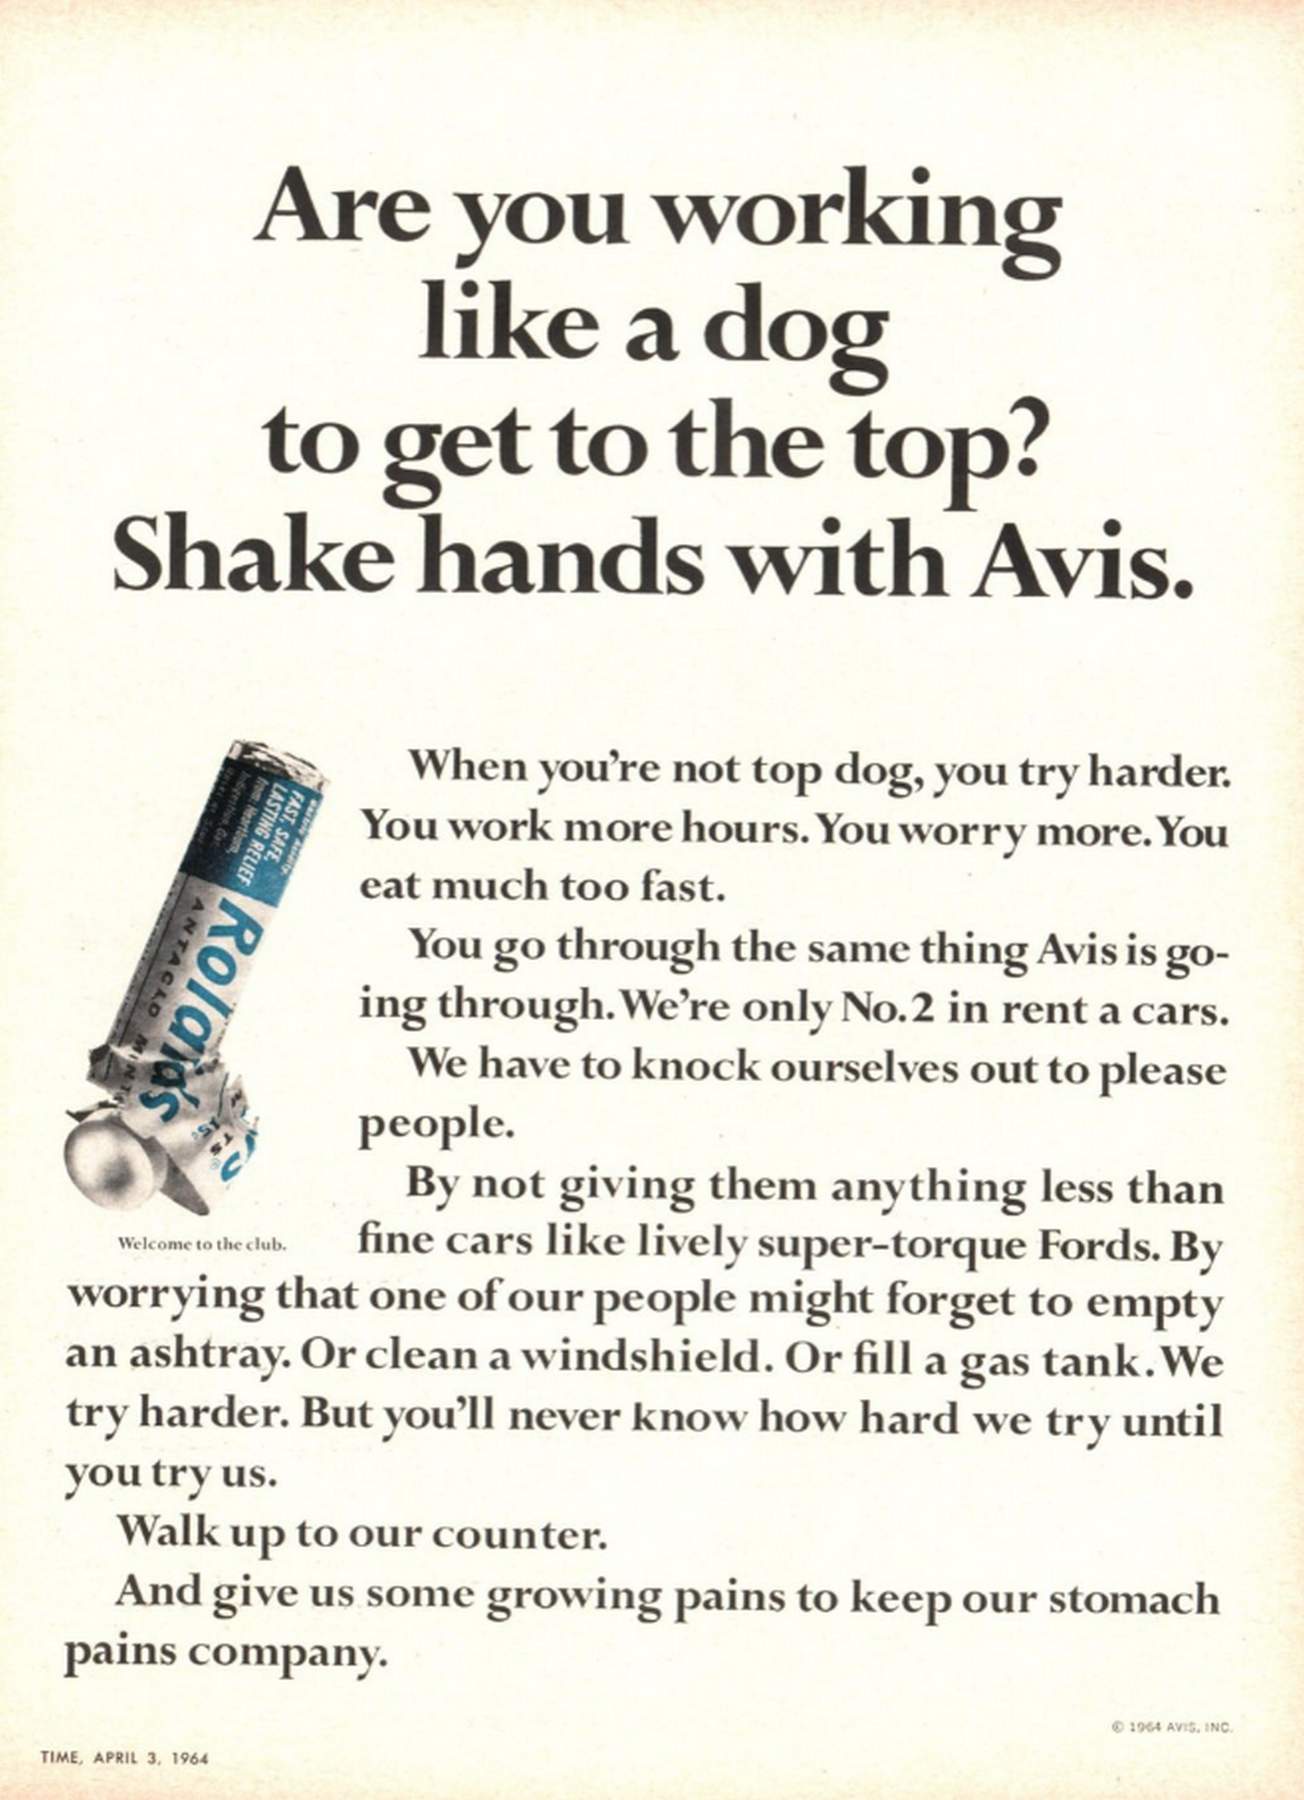 Are you working
like a dog
to get to the top?
Shake hands with Avis.
FAST, SAFE,
LASTING RELIEF
from Heartburn,
Rolaids
ANTACID MINTS
Welcome to the club.
When you're not top dog, you try harder.
You work more hours. You worry more. You
eat much too fast.
You go through the same thing Avis is go-
ing through. We're only No.2 in rent a cars.
We have to knock ourselves out to please
people.
By not giving them anything less than
fine cars like lively super-torque Fords. By
worrying that one of our people might forget to empty
an ashtray. Or clean a windshield. Or fill a gas tank. We
try harder. But you'll never know how hard we try until
you try us.
Walk up to our counter.
And give us some growing pains to keep our stomach
pains company.
© 1964 AVIS, INC.
TIME, APRIL 3, 1964